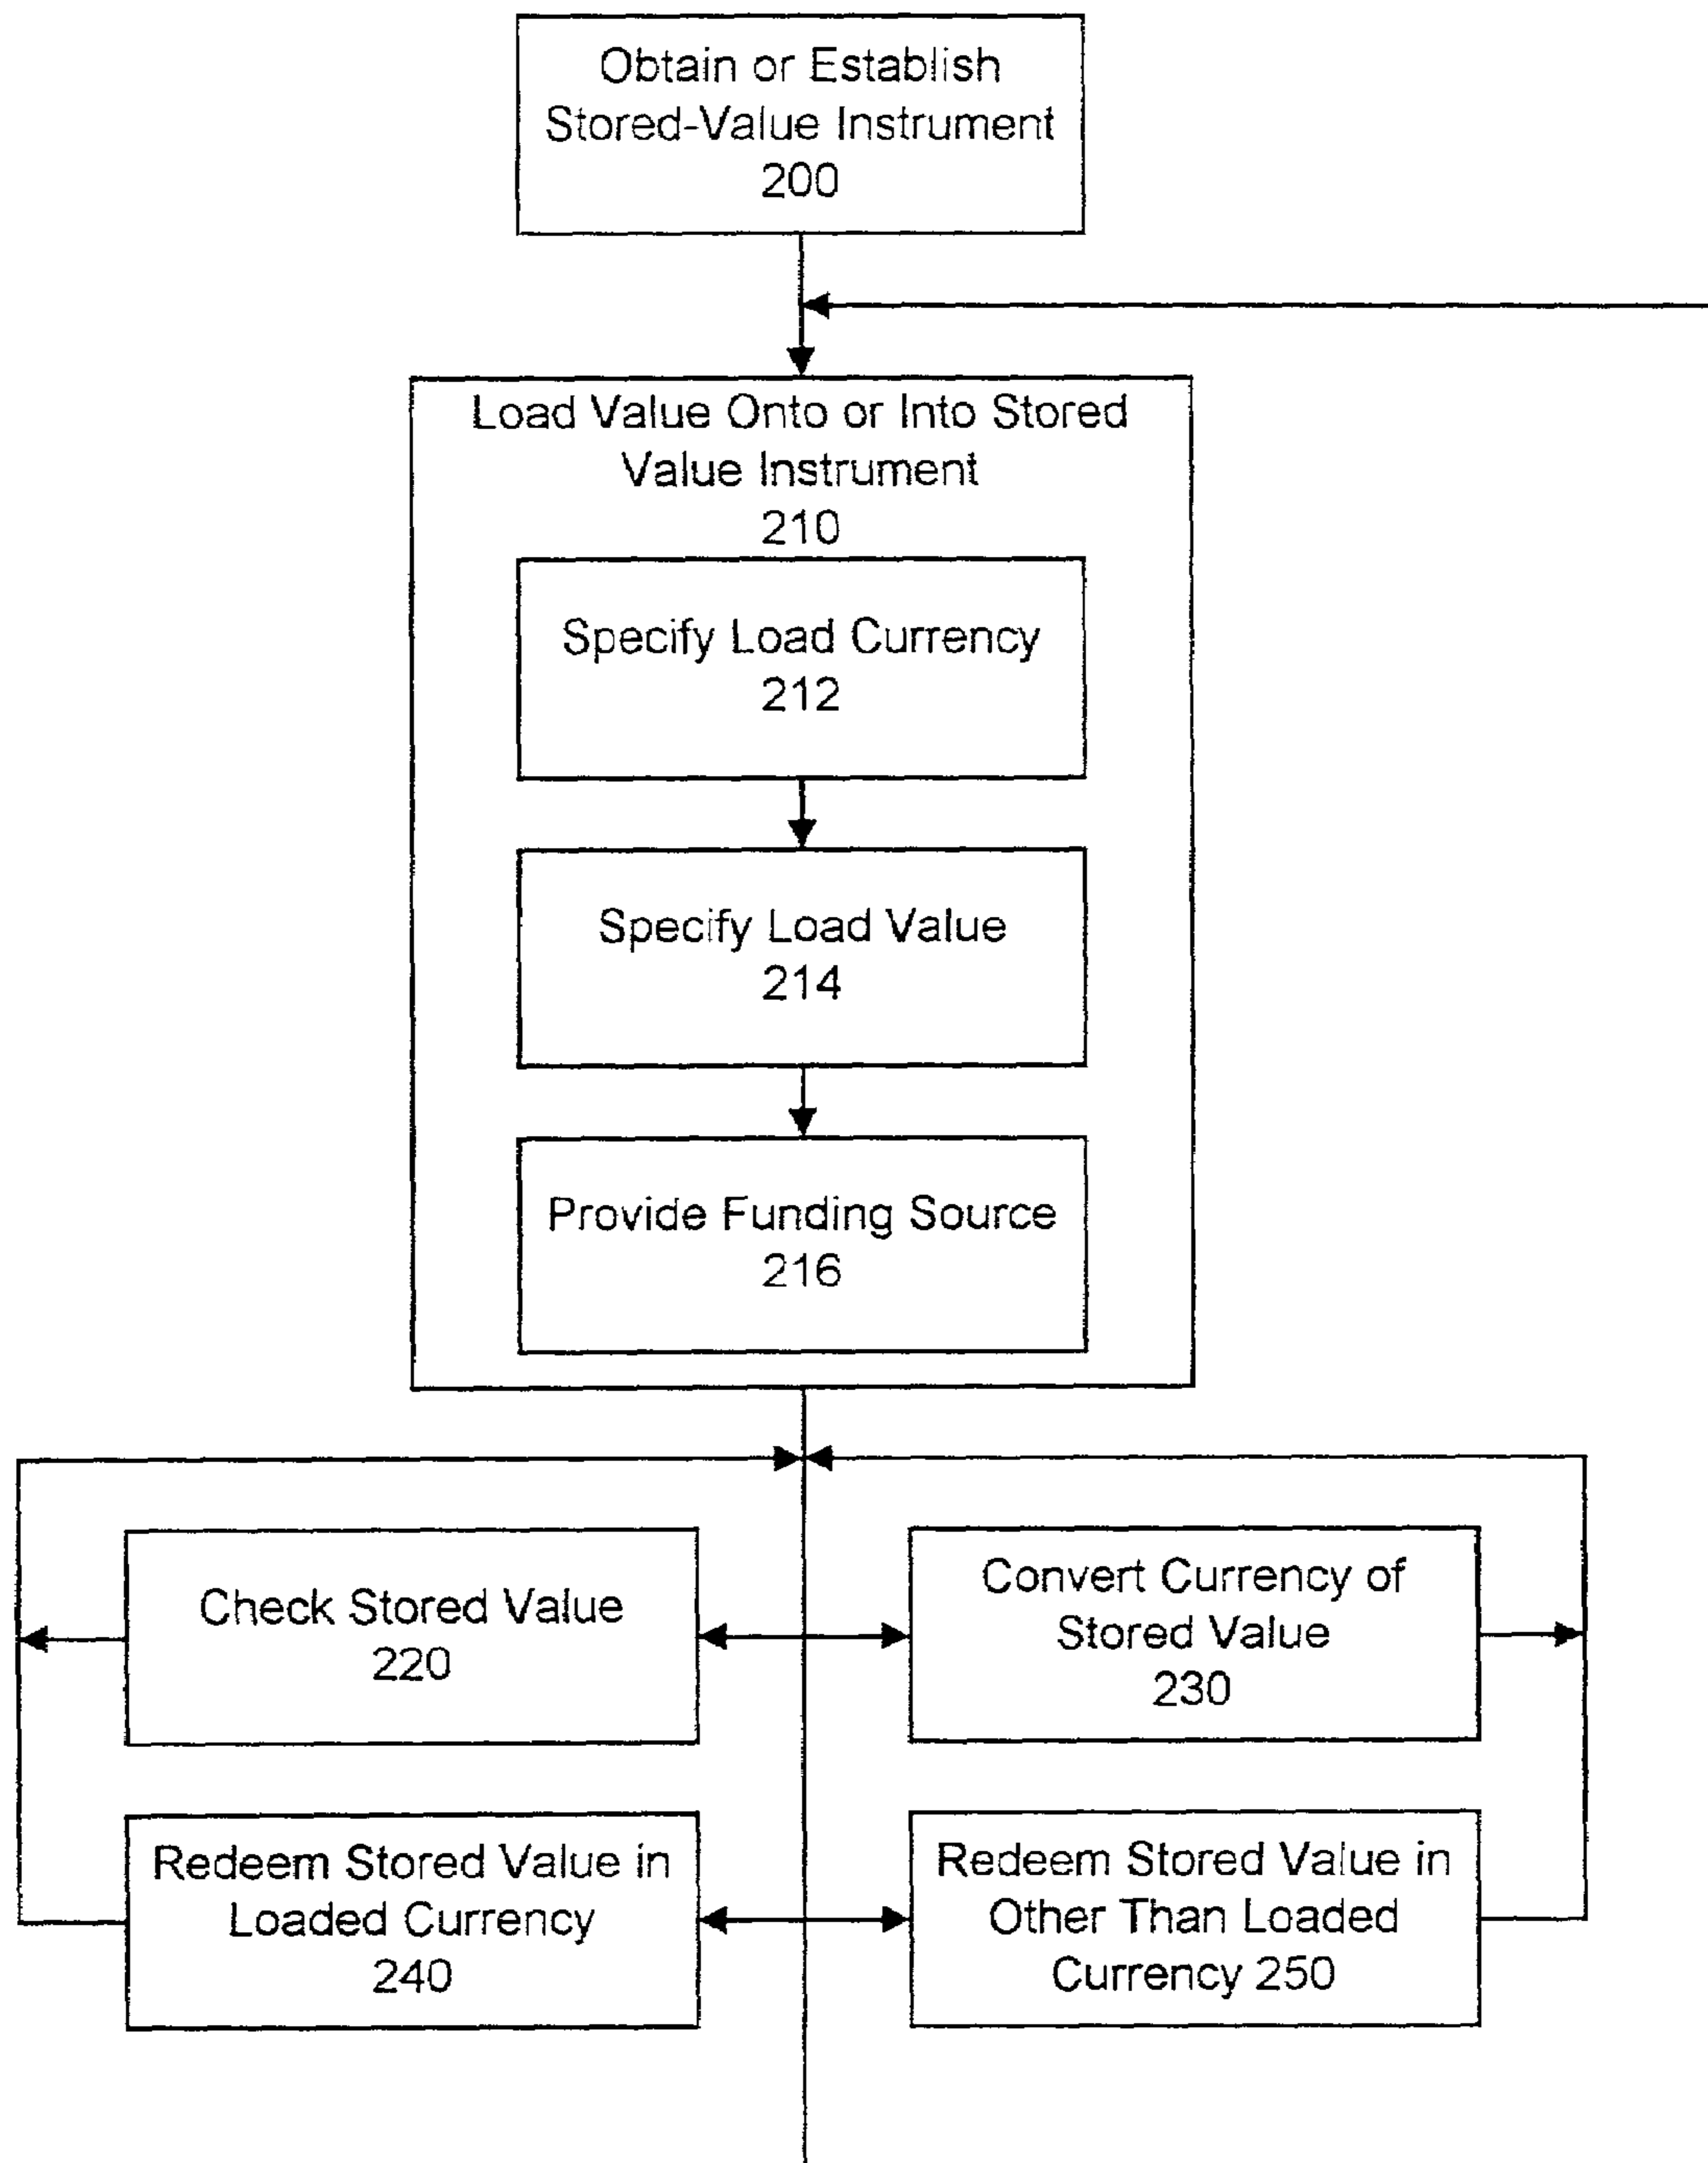 Obtain or Establish
Stored-Value Instrument
200
Load Value Onto or Into Stored
Value Instrument
210
Specify Load Currency
212
Specify Load Value
214
Provide Funding Source
216
Check Stored Value
220
Convert Currency of
Stored Value
230
Redeem Stored Value in
Loaded Currency
240
Redeem Stored Value in
Other Than Loaded
Currency 250